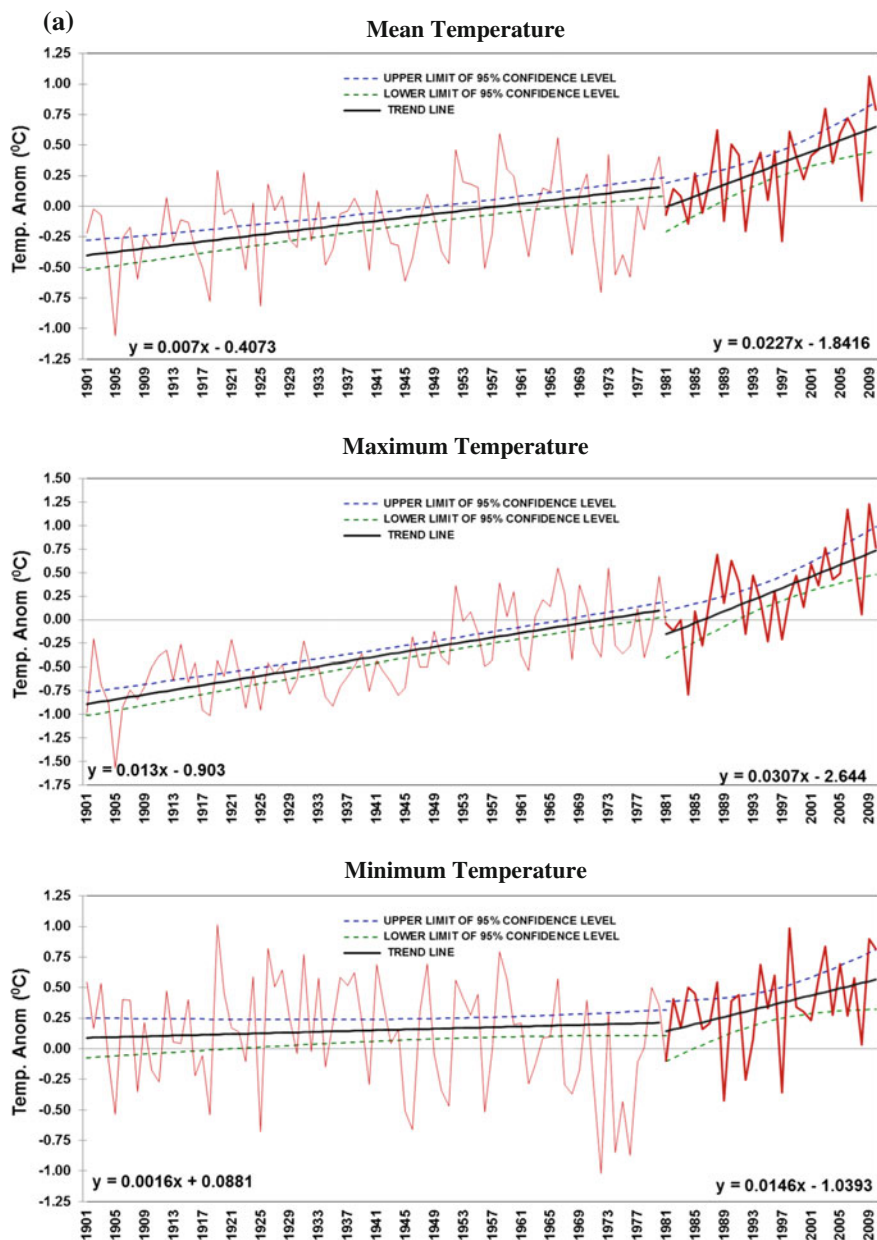 (a)
Mean Temperature
1.25
1.00
0.75
0.50
0.25
0.00
-0.25
-0.50
-0.75
-1.00
-1.25
Temp. Anom (⁰C)
UPPER LIMIT OF 95% CONFIDENCE LEVEL
LOWER LIMIT OF 95% CONFIDENCE LEVEL
TREND LINE
y = 0.007x - 0.4073
y = 0.0227x - 1.8416
1901 1905 1909 1913 1917 1921 1925 1929 1933 1937 1941 1945 1949 1953 1957 1961 1965 1969 1973 1977 1981 1985 1989 1993 1997 2001 2005 2009
Maximum Temperature
1.50
1.25
1.00
0.75
0.50
0.25
0.00
-0.25
-0.50
-0.75
-1.00
-1.25
-1.50
-1.75
Temp. Anom (⁰C)
UPPER LIMIT OF 95% CONFIDENCE LEVEL
LOWER LIMIT OF 95% CONFIDENCE LEVEL
TREND LINE
y = 0.013x - 0.903
y = 0.0307x - 2.644
1901 1905 1909 1913 1917 1921 1925 1929 1933 1937 1941 1945 1949 1953 1957 1961 1965 1969 1973 1977 1981 1985 1989 1993 1997 2001 2005 2009
Minimum Temperature
1.25
1.00
0.75
0.50
0.25
0.00
-0.25
-0.50
-0.75
-1.00
-1.25
Temp. Anom (⁰C)
UPPER LIMIT OF 95% CONFIDENCE LEVEL
LOWER LIMIT OF 95% CONFIDENCE LEVEL
TREND LINE
y = 0.0016x + 0.0881
y = 0.0146x - 1.0393
1901 1905 1909 1913 1917 1921 1925 1929 1933 1937 1941 1945 1949 1953 1957 1961 1965 1969 1973 1977 1981 1985 1989 1993 1997 2001 2005 2009